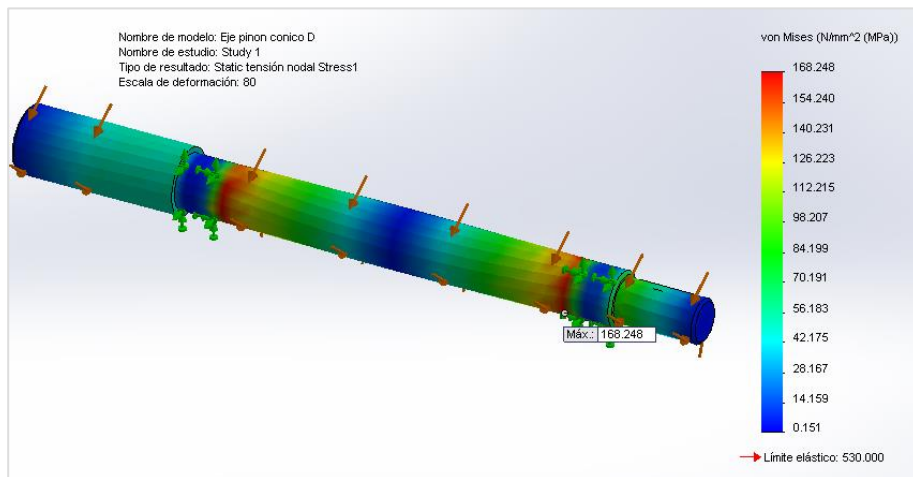 Nombre de modelo: Eje pinon conico D
Nombre de estudio: Study 1
Tipo de resultado: Static tensión nodal Stress1
Escala de deformación: 80
von Mises (N/mm^2 (MPa))
168.248
154.240
140.231
126.223
112.215
98.207
84.199
70.191
56.183
42.175
28.167
14.159
0.151
Máx.: 168.248
Límite elástico: 530.000